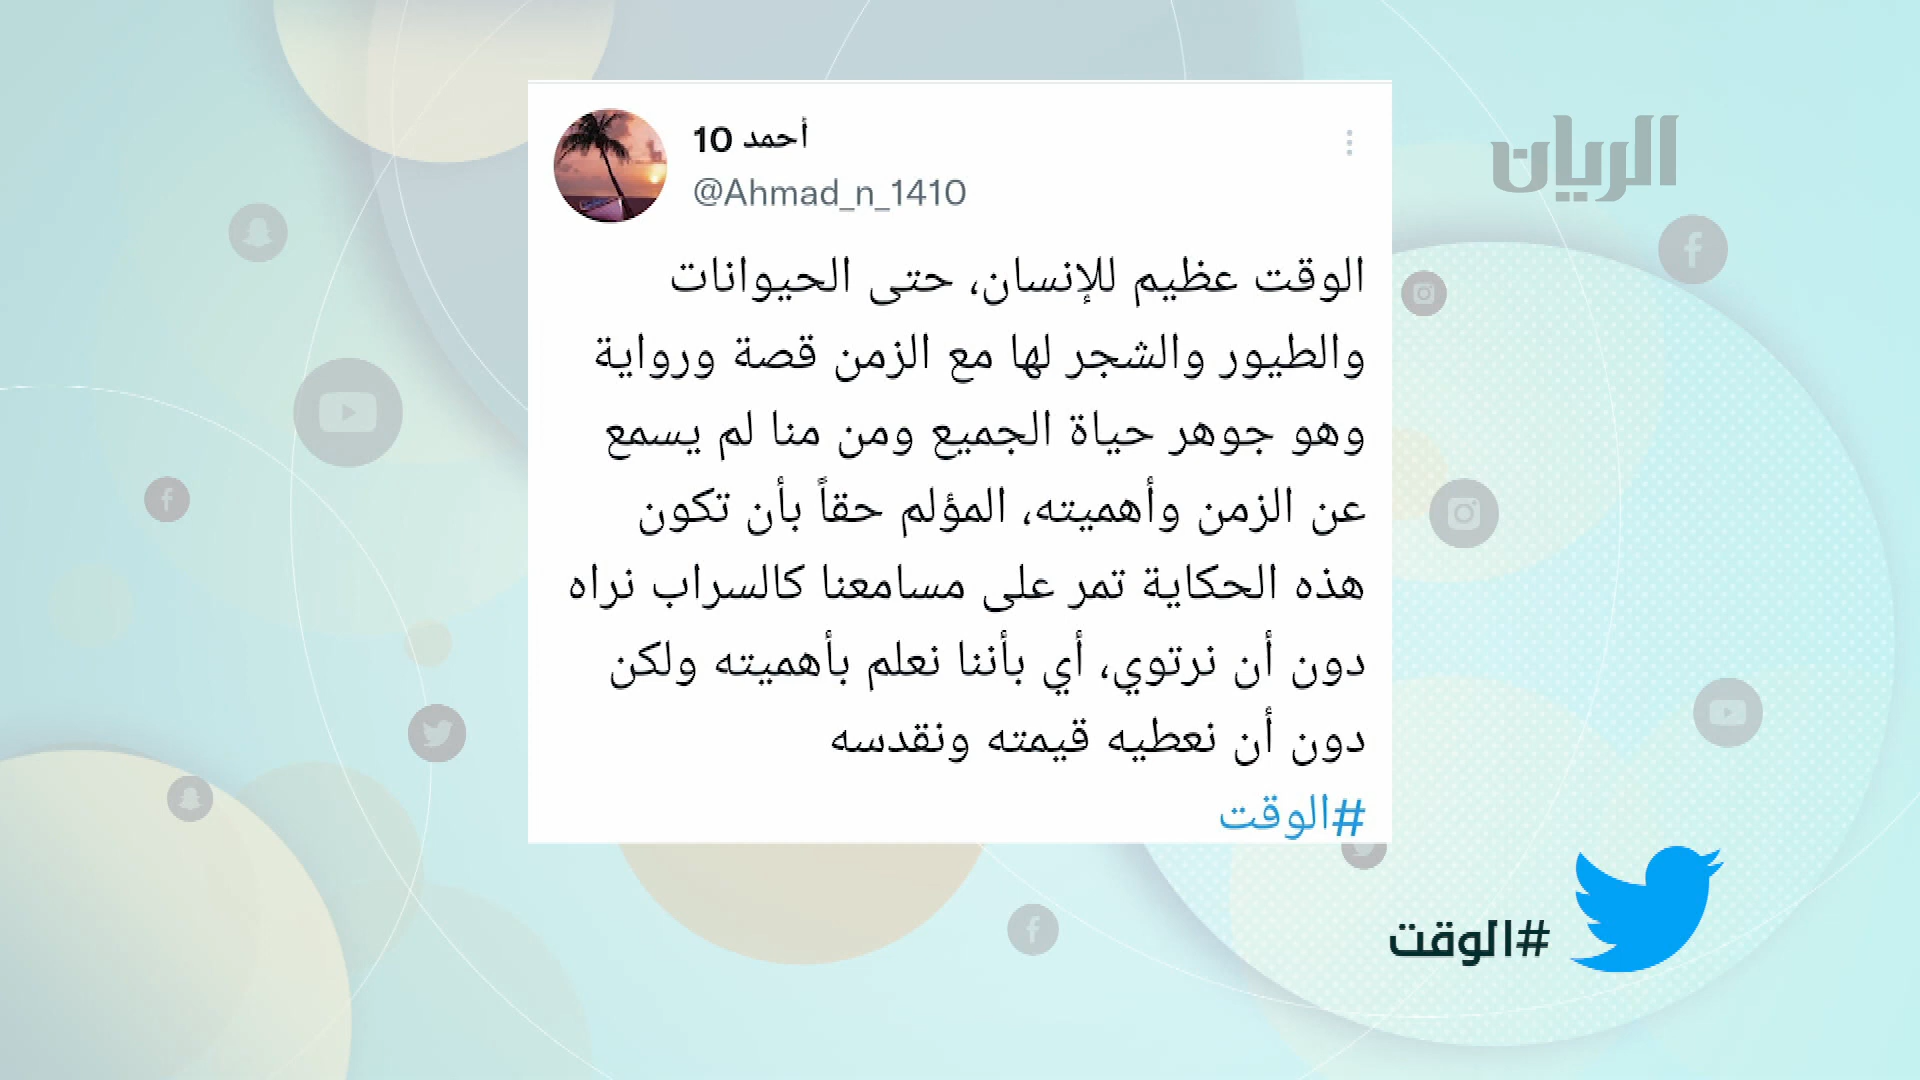 أحمد 10
@Ahmad_n_1410
الوقت عظيم للإنسان، حتى الحيوانات
والطيور والشجر لها مع الزمن قصة ورواية
وهو جوهر حياة الجميع ومن منا لم يسمع
عن الزمن وأهميته، المؤلم حقاً بأن تكون
هذه الحكاية تمر على مسامعنا كالسراب نراه
دون أن نرتوي، أي بأننا نعلم بأهميته ولكن
دون أن نعطيه قيمته ونقدسه
#الوقت
الريان
#الوقت